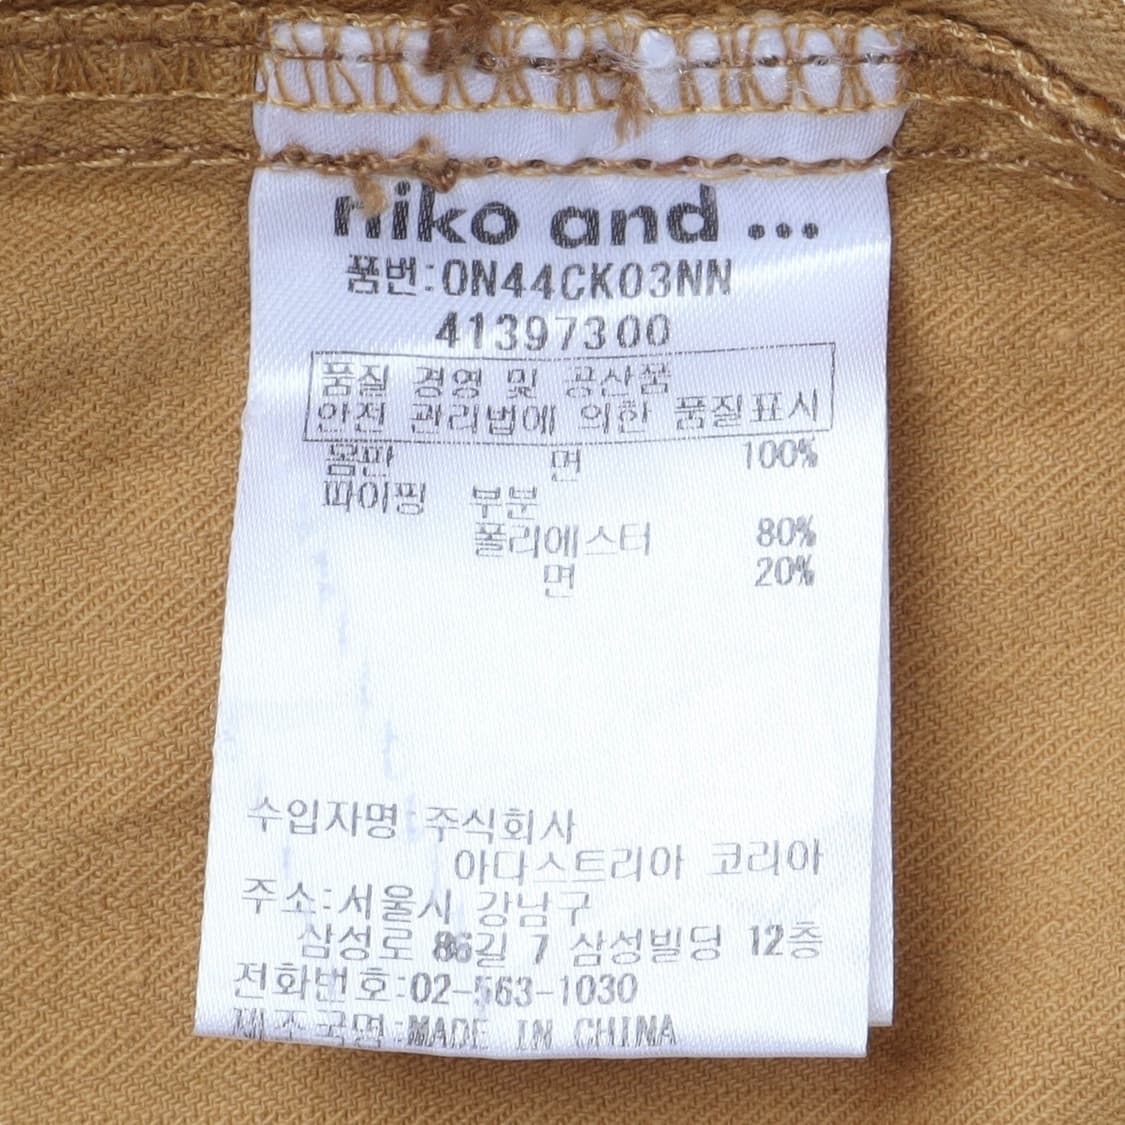 niko and ...
품번:0N44CK03NN
41397300
품질 경영 및 공산품
안전 관리법에 의한 품질표시
몸판 면 100%
파이핑 부분
폴리에스터 80%
면 20%
수입자명:주식회사
아다스트리아 코리아
주소:서울시 강남구
삼성로 86길 7 삼성빌딩 12층
전화번호:02-563-1030
제조국명:MADE IN CHINA